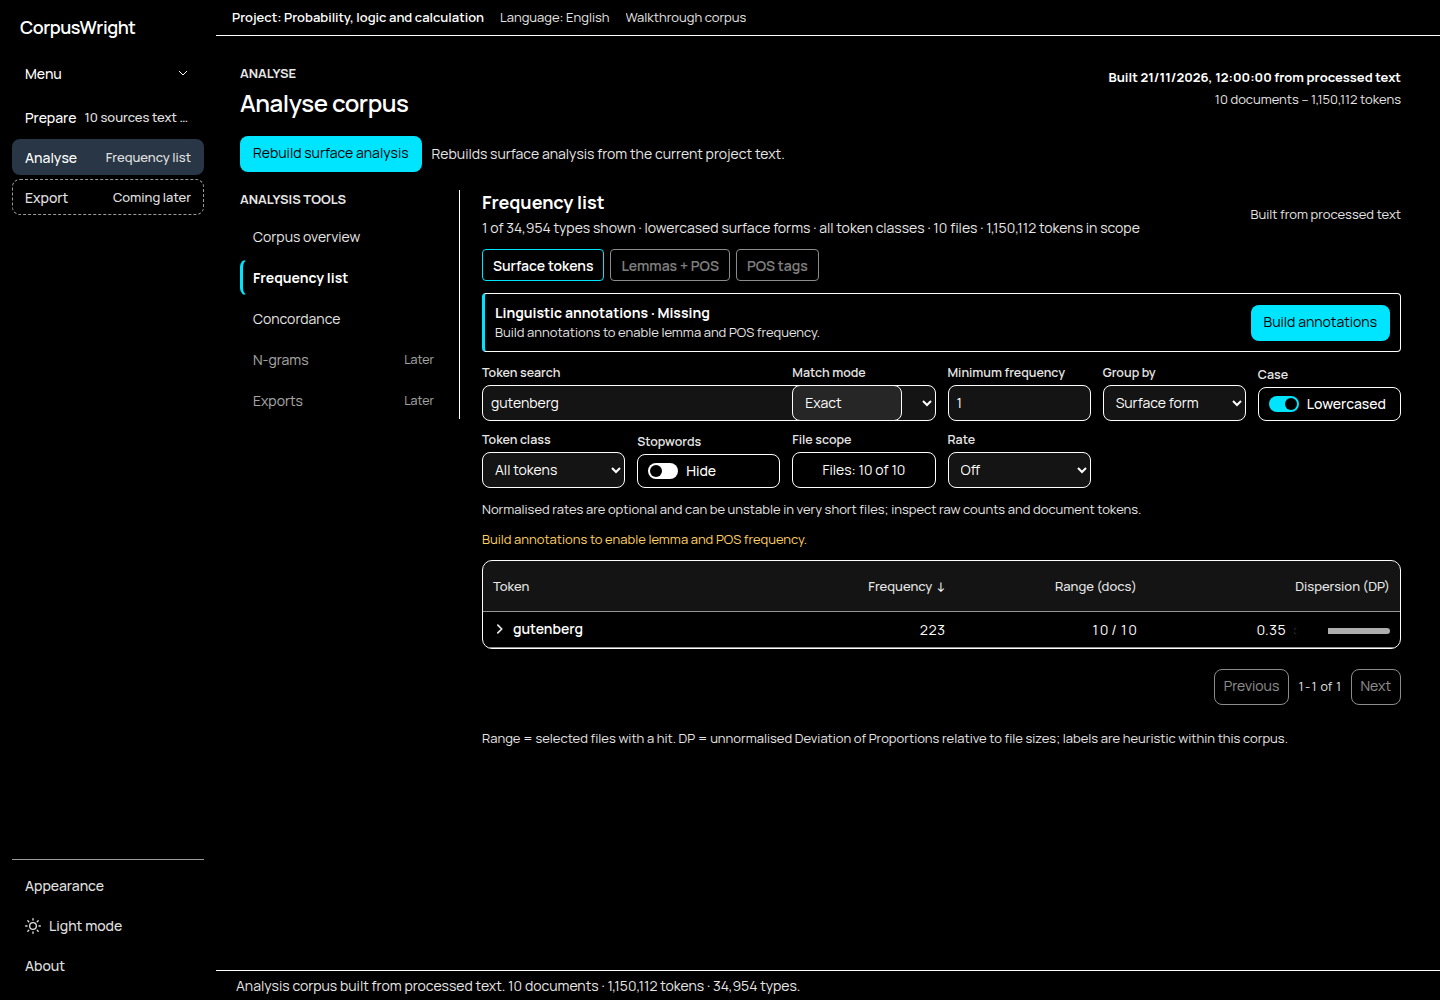 CorpusWright
Menu
Prepare 10 sources text ...
Analyse Frequency list
Export Coming later
Appearance
Light mode
About
Project: Probability, logic and calculation Language: English Walkthrough corpus
ANALYSE
Analyse corpus
Built 21/11/2026, 12:00:00 from processed text
10 documents – 1,150,112 tokens
Rebuild surface analysis Rebuilds surface analysis from the current project text.
ANALYSIS TOOLS
Corpus overview
Frequency list
Concordance
N-grams Later
Exports Later
Frequency list
1 of 34,954 types shown · lowercased surface forms · all token classes · 10 files · 1,150,112 tokens in scope
Built from processed text
Surface tokens Lemmas + POS POS tags
Linguistic annotations · Missing
Build annotations to enable lemma and POS frequency.
Build annotations
Token search Match mode Minimum frequency Group by Case
gutenberg Exact 1 Surface form Lowercased
Token class Stopwords File scope Rate
All tokens Hide Files: 10 of 10 Off
Normalised rates are optional and can be unstable in very short files; inspect raw counts and document tokens.
Build annotations to enable lemma and POS frequency.
Token Frequency ↓ Range (docs) Dispersion (DP)
gutenberg 223 10 / 10 0.35
Previous 1-1 of 1 Next
Range = selected files with a hit. DP = unnormalised Deviation of Proportions relative to file sizes; labels are heuristic within this corpus.
Analysis corpus built from processed text. 10 documents · 1,150,112 tokens · 34,954 types.